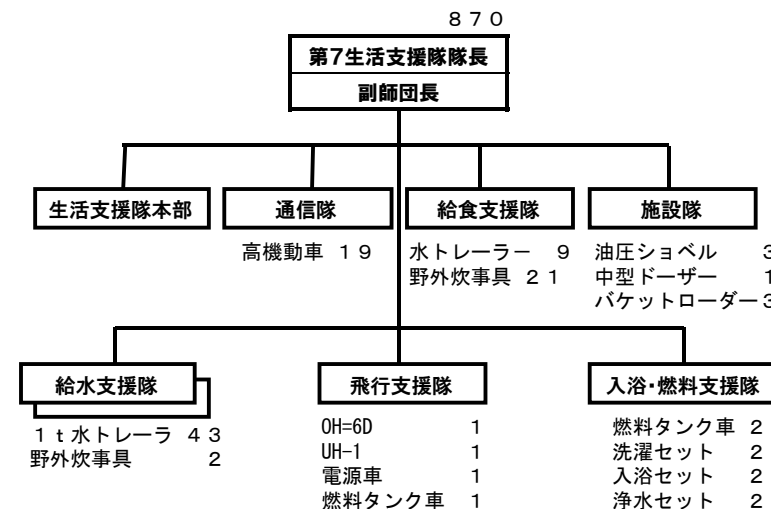 ８７０
第7生活支援隊隊長
副師団長
生活支援隊本部
通信隊
給食支援隊
施設隊
高機動車 １９
水トレーラー ９
野外炊事具 ２１
油圧ショベル 3
中型ドーザー 1
バケットローダー 3
給水支援隊
飛行支援隊
入浴・燃料支援隊
１ｔ水トレーラ ４３
野外炊事具 2
OH=6D 1
UH-1 1
電源車 1
燃料タンク車 1
燃料タンク車 2
洗濯セット 2
入浴セット 2
浄水セット 2